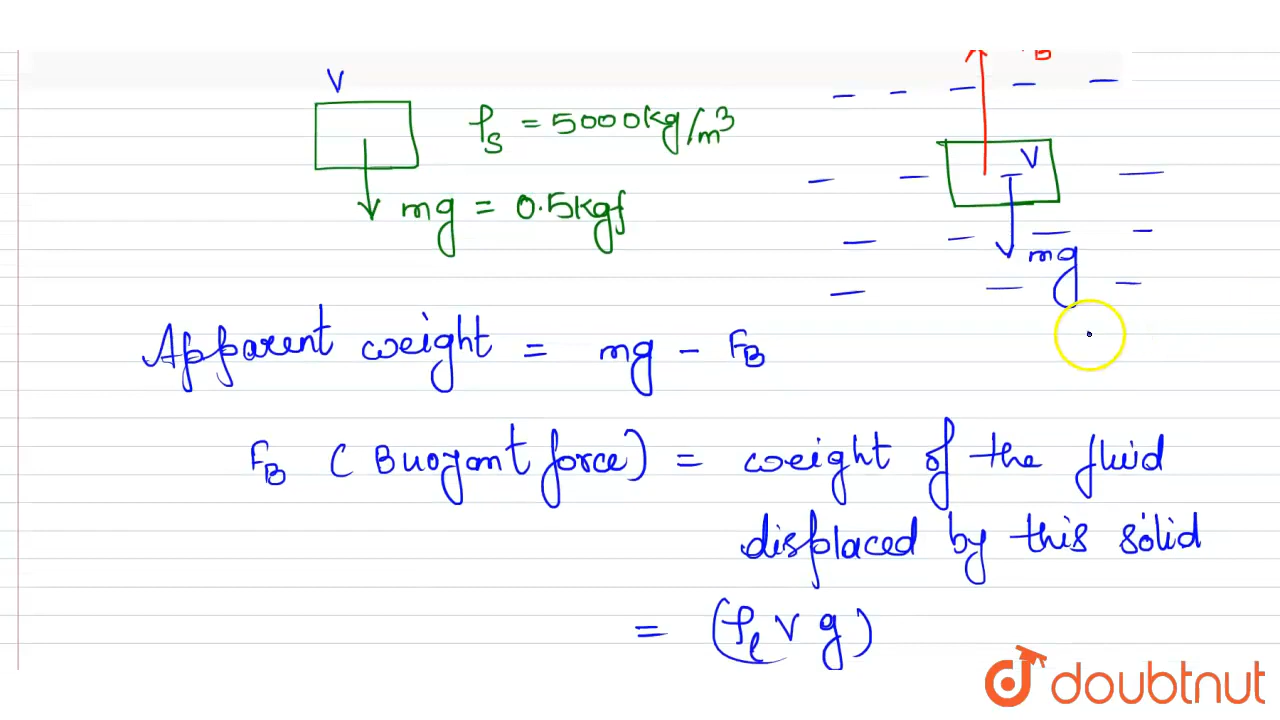 V
ρs = 5000kg/m³
mg = 0.5kgf
B
V
mg
Apparent weight = mg - FB
FB (Buoyant force) = weight of the fluid
displaced by this solid
= (ρl V g)
doubtnut